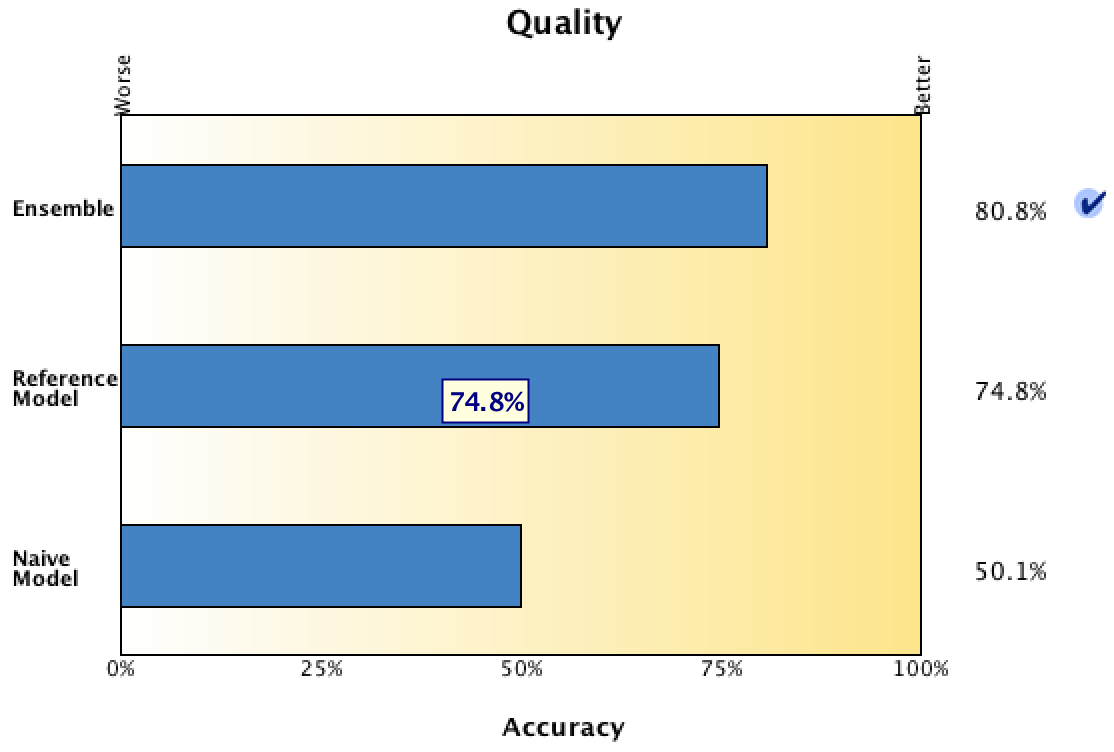 Quality
Worse
Better
Ensemble
80.8%
Reference
Model
74.8%
74.8%
Naive
Model
50.1%
0%
25%
50%
75%
100%
Accuracy